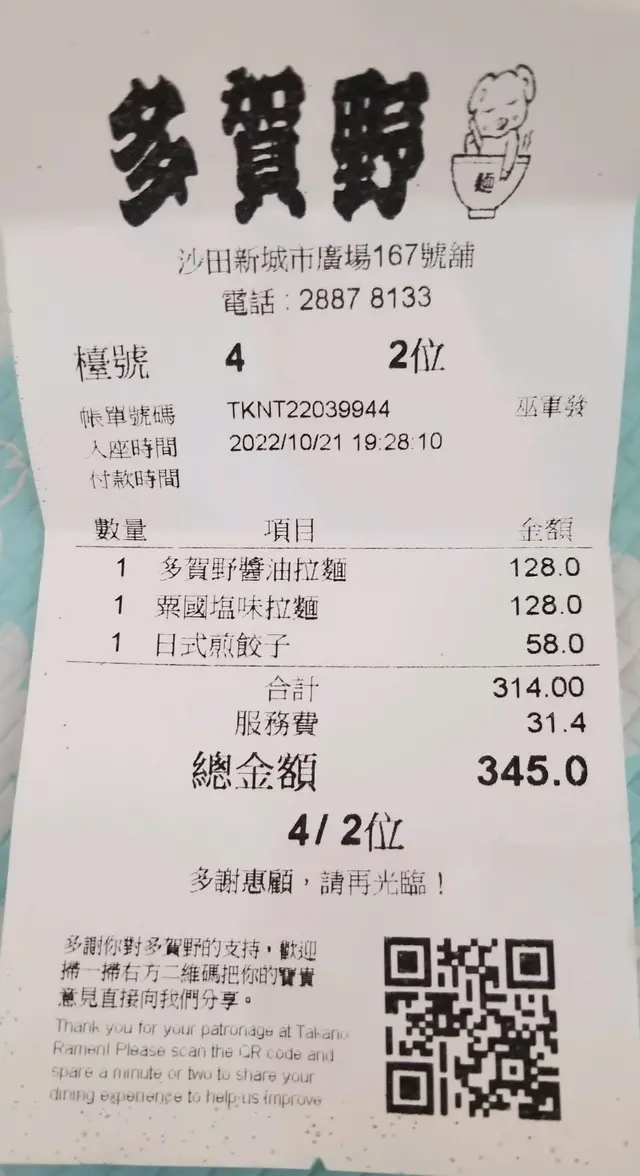 多賀野
麵
沙田新城市廣場167號舖
電話 : 2887 8133
檯號 4 2位
帳單號碼 TKNT22039944 巫軍發
入座時間 2022/10/21 19:28:10
付款時間
數量 項目 金額
1 多賀野醬油拉麵 128.0
1 粟國塩味拉麵 128.0
1 日式煎餃子 58.0
合計 314.00
服務費 31.4
總金額 345.0
4 / 2位
多謝惠顧，請再光臨！
多謝你對多賀野的支持，歡迎
掃一掃右方二維碼把你的寶貴
意見直接向我們分享。
Thank you for your patronage at Takano
Ramen! Please scan the QR code and
spare a minute or two to share your
dining experience to help us improve